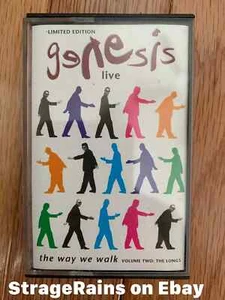 LIMITED EDITION
genesis
live
the way we walk VOLUME TWO: THE LONGS
StrageRains on Ebay